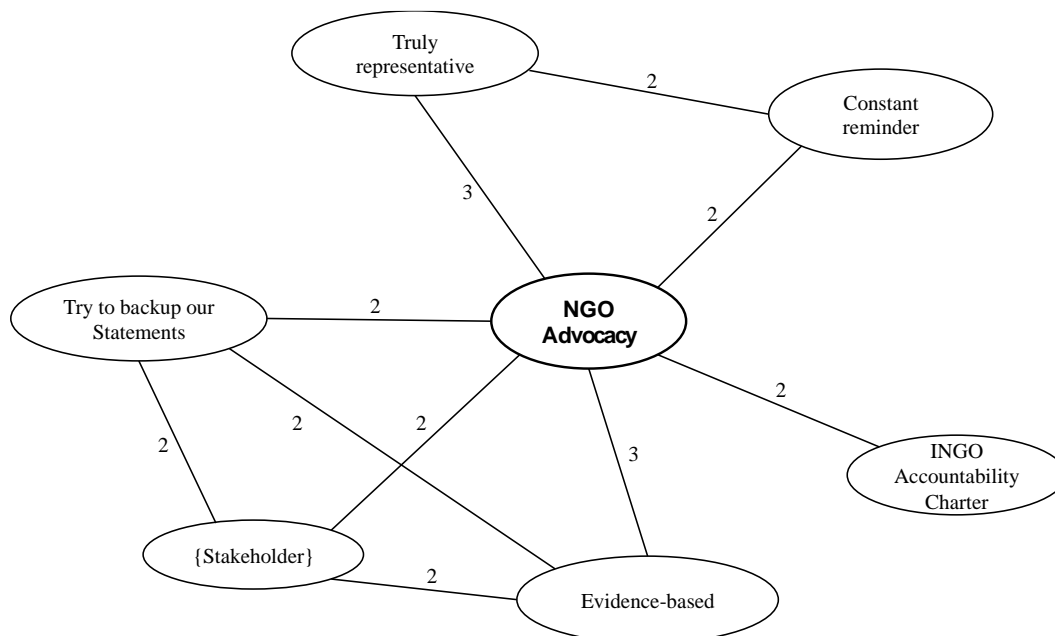 Truly
representative
2
Constant
reminder
3
2
Try to backup our
Statements
2
NGO
Advocacy
2
2
2
2
3
INGO
Accountability
Charter
{Stakeholder}
2
Evidence-based